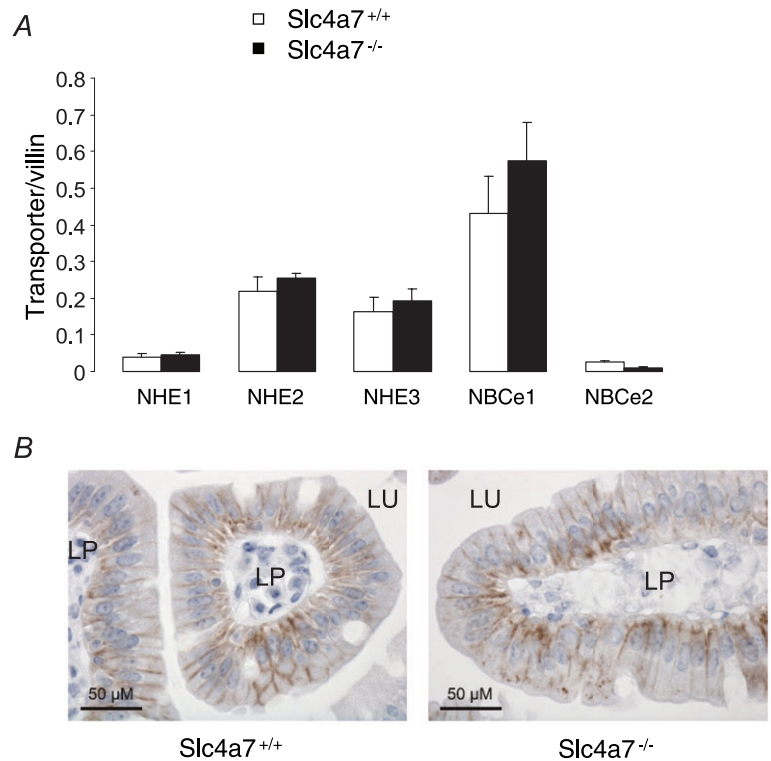 A
Slc4a7+/+
Slc4a7-/-
Transporter/villin
0.8
0.7
0.6
0.5
0.4
0.3
0.2
0.1
0
NHE1 NHE2 NHE3 NBCe1 NBCe2
B
LU LU
LP LP LP
50 µM 50 µM
Slc4a7+/+ Slc4a7-/-